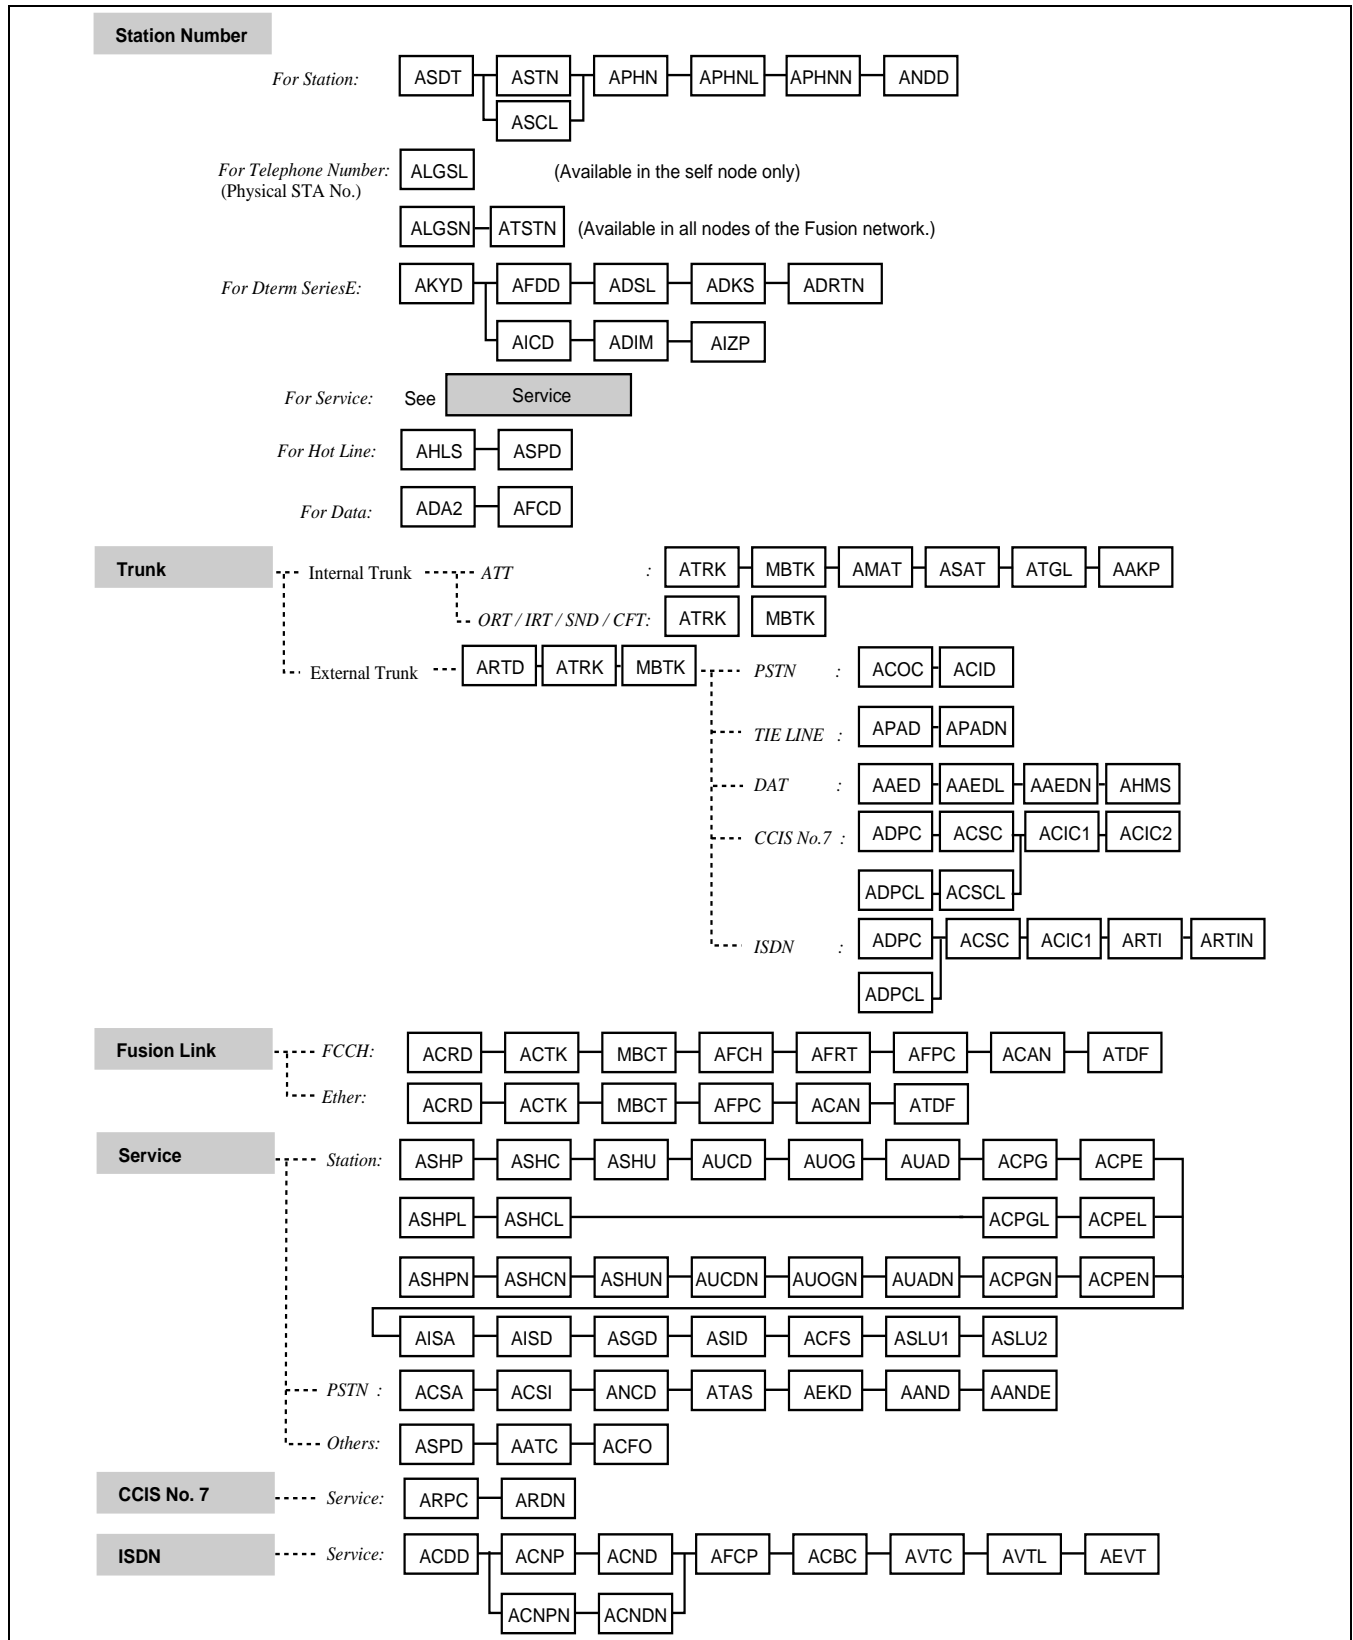 Station Number
For Station: ASDT ASTN APHN APHNL APHNN ANDD
ASCL
For Telephone Number: ALGSL (Available in the self node only)
(Physical STA No.)
ALGSN ATSTN (Available in all nodes of the Fusion network.)
For Dterm SeriesE: AKYD AFDD ADSL ADKS ADRTN
AICD ADIM AIZP
For Service: See Service
For Hot Line: AHLS ASPD
For Data: ADA2 AFCD
Trunk Internal Trunk ATT : ATRK MBTK AMAT ASAT ATGL AAKP
ORT / IRT / SND / CFT: ATRK MBTK
External Trunk ARTD ATRK MBTK PSTN : ACOC ACID
TIE LINE : APAD APADN
DAT : AAED AAEDL AAEDN AHMS
CCIS No.7 : ADPC ACSC ACIC1 ACIC2
ADPCL ACSCL
ISDN : ADPC ACSC ACIC1 ARTI ARTIN
ADPCL
Fusion Link FCCH: ACRD ACTK MBCT AFCH AFRT AFPC ACAN ATDF
Ether: ACRD ACTK MBCT AFPC ACAN ATDF
Service Station: ASHP ASHC ASHU AUCD AUOG AUAD ACPG ACPE
ASHPL ASHCL ACPGL ACPEL
ASHPN ASHCN ASHUN AUCDN AUOGN AUADN ACPGN ACPEN
AISA AISD ASGD ASID ACFS ASLU1 ASLU2
PSTN : ACSA ACSI ANCD ATAS AEKD AAND AANDE
Others: ASPD AATC ACFO
CCIS No. 7 Service: ARPC ARDN
ISDN Service: ACDD ACNP ACND AFCP ACBC AVTC AVTL AEVT
ACNPN ACNDN